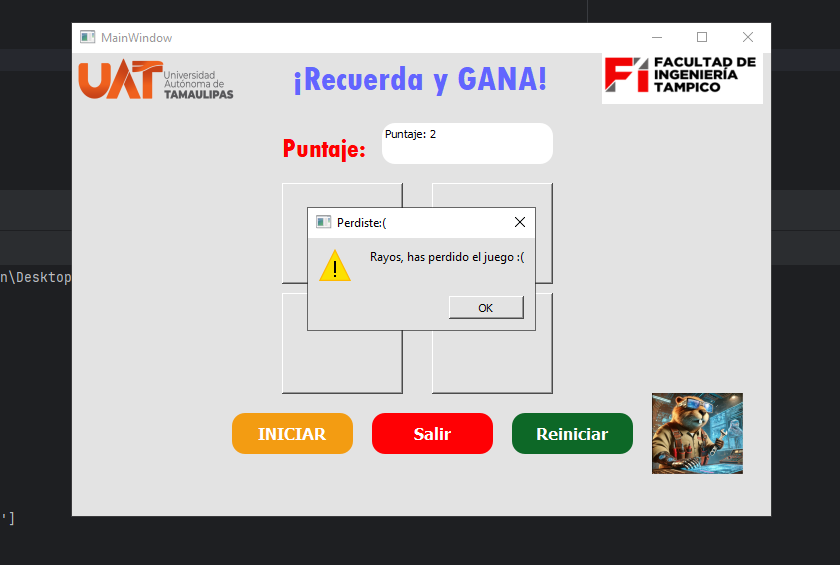 MainWindow
UAT Universidad
Autónoma de
TAMAULIPAS
¡Recuerda y GANA!
FI FACULTAD DE
INGENIERÍA
TAMPICO
Puntaje:
Puntaje: 2
Perdiste:(
Rayos, has perdido el juego :(
OK
n\Desktop
INICIAR
Salir
Reiniciar
']